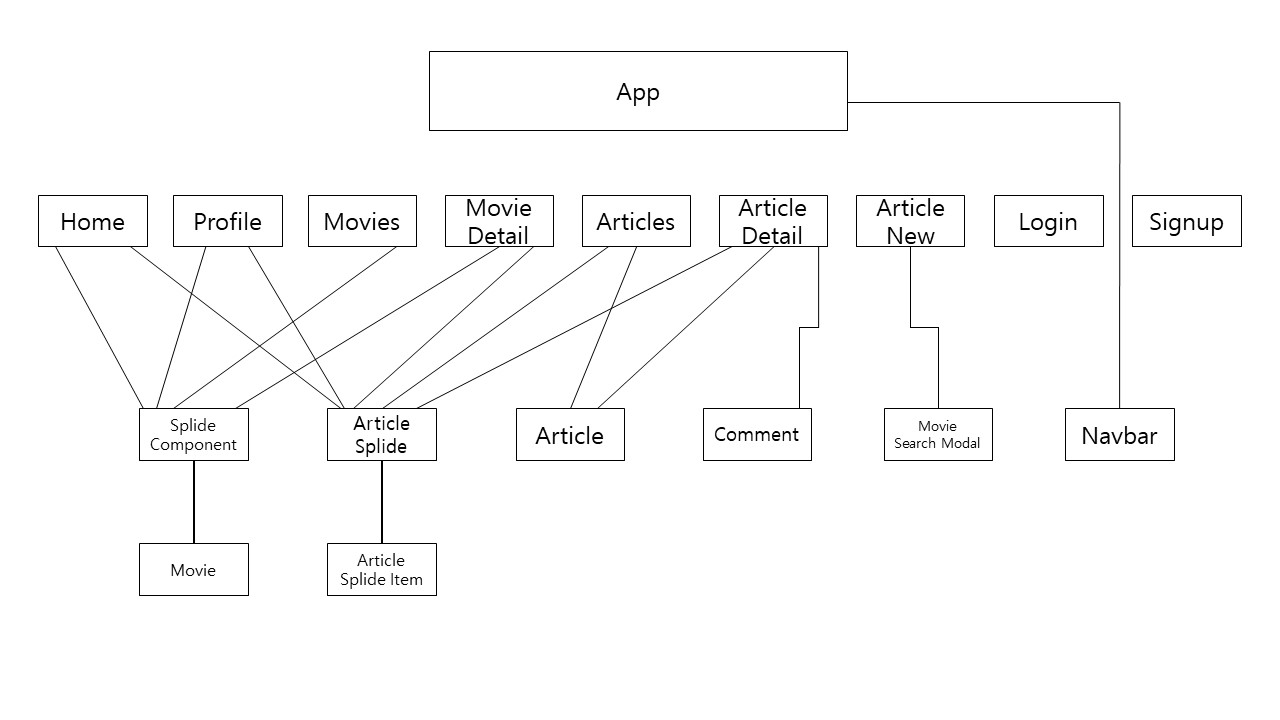 App
Home
Profile
Movies
Movie
Detail
Articles
Article
Detail
Article
New
Login
Signup
Splide
Component
Article
Splide
Article
Comment
Movie
Search Modal
Navbar
Movie
Article
Splide Item